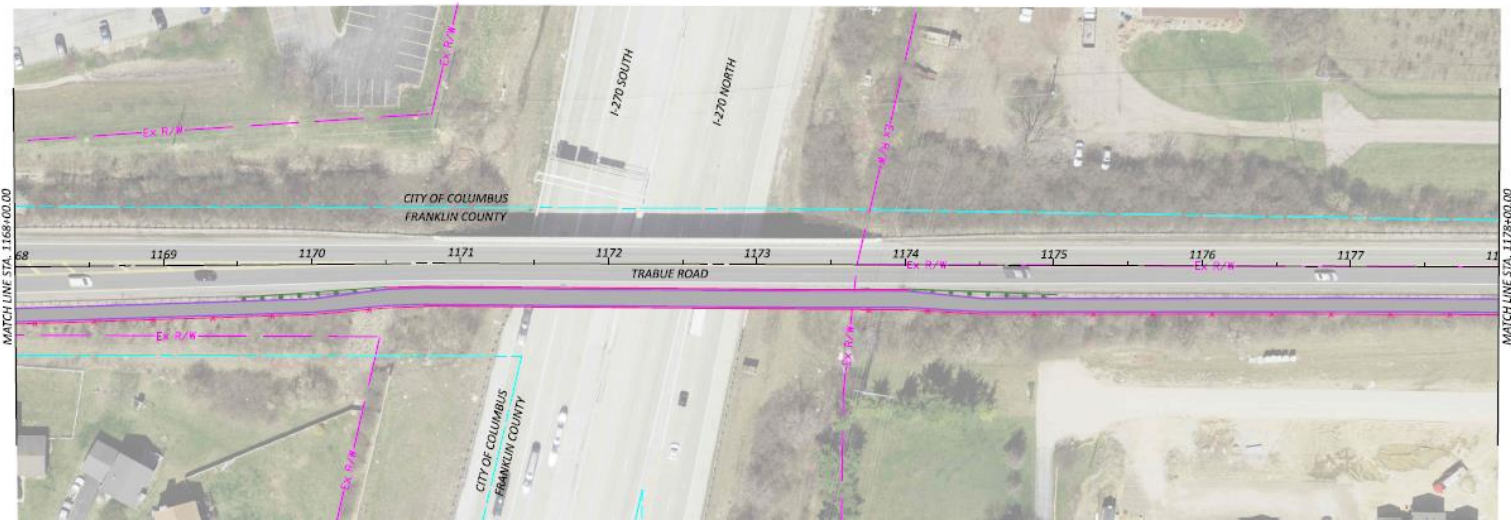 Ex R/W
I-270 SOUTH
I-270 NORTH
Ex R/W
EX R/W
CITY OF COLUMBUS
FRANKLIN COUNTY
MATCH LINE STA. 1168+00.00
68
1169
1170
1171
1172
1173
1174
1175
1176
1177
11
MATCH LINE STA. 1178+00.00
TRABUE ROAD
Ex R/W
Ex R/W
Ex R/W
Ex R/W
Ex R/W
CITY OF COLUMBUS
FRANKLIN COUNTY